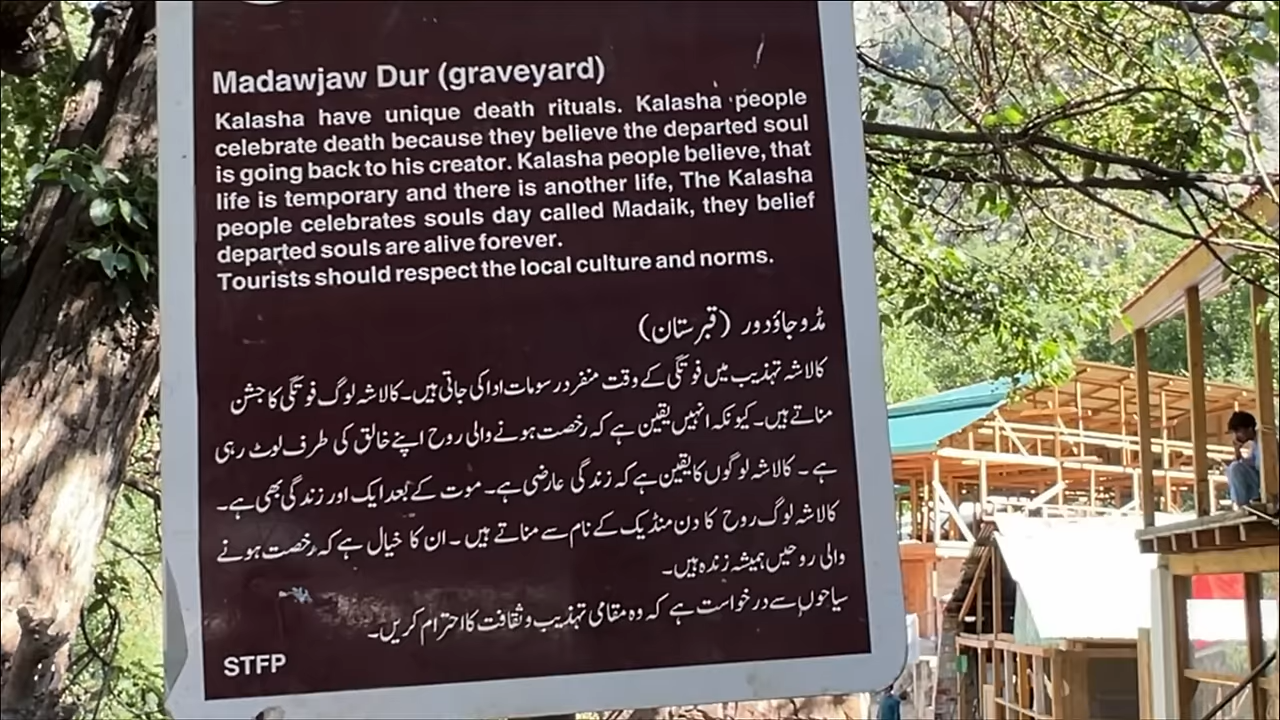 Madawjaw Dur (graveyard)
Kalasha have unique death rituals. Kalasha people
celebrate death because they believe the departed soul
is going back to his creator. Kalasha people believe, that
life is temporary and there is another life, The Kalasha
people celebrates souls day called Madaik, they belief
departed souls are alive forever.
Tourists should respect the local culture and norms.
مڈوجاؤدور (قبرستان)
کالاشہ تہذیب میں فوتگی کے وقت منفرد رسومات ادا کی جاتی ہیں۔ کالاشہ لوگ فوتگی کا جشن
مناتے ہیں۔ کیونکہ انہیں یقین ہے کہ رخصت ہونے والی روح اپنے خالق کی طرف لوٹ رہی
ہے۔ کالاشہ لوگوں کا یقین ہے کہ زندگی عارضی ہے۔ موت کے بعد ایک اور زندگی بھی ہے۔
کالاشہ لوگ روح کا دن منڈیک کے نام سے مناتے ہیں۔ ان کا خیال ہے کہ رخصت ہونے
والی روحیں ہمیشہ زندہ ہیں۔
سیاحوں سے درخواست ہے کہ وہ مقامی تہذیب و ثقافت کا احترام کریں۔
STFP